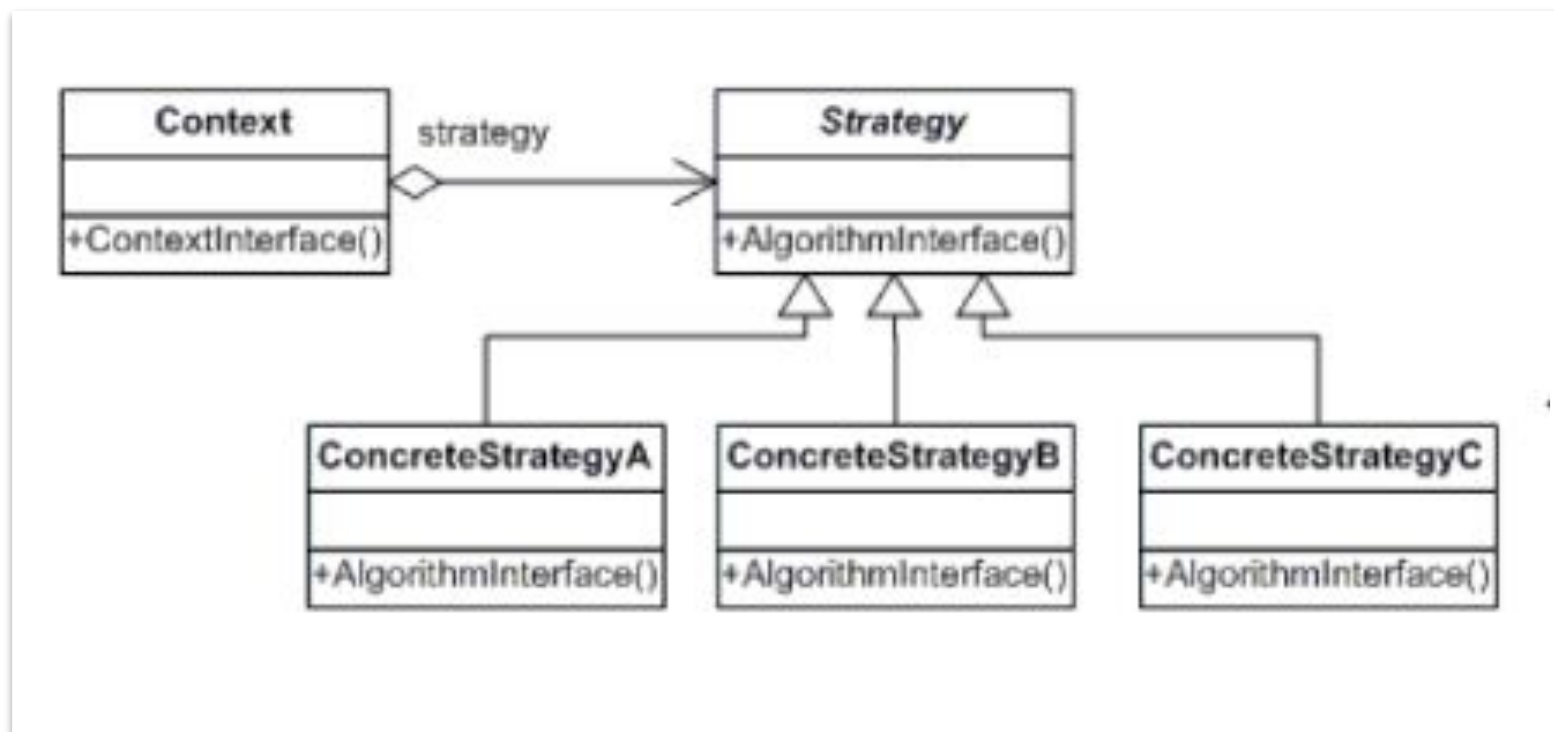 Context
strategy
Strategy
+ContextInterface()
+AlgorithmInterface()
ConcreteStrategyA
ConcreteStrategyB
ConcreteStrategyC
+AlgorithmInterface()
+AlgorithmInterface()
+AlgorithmInterface()